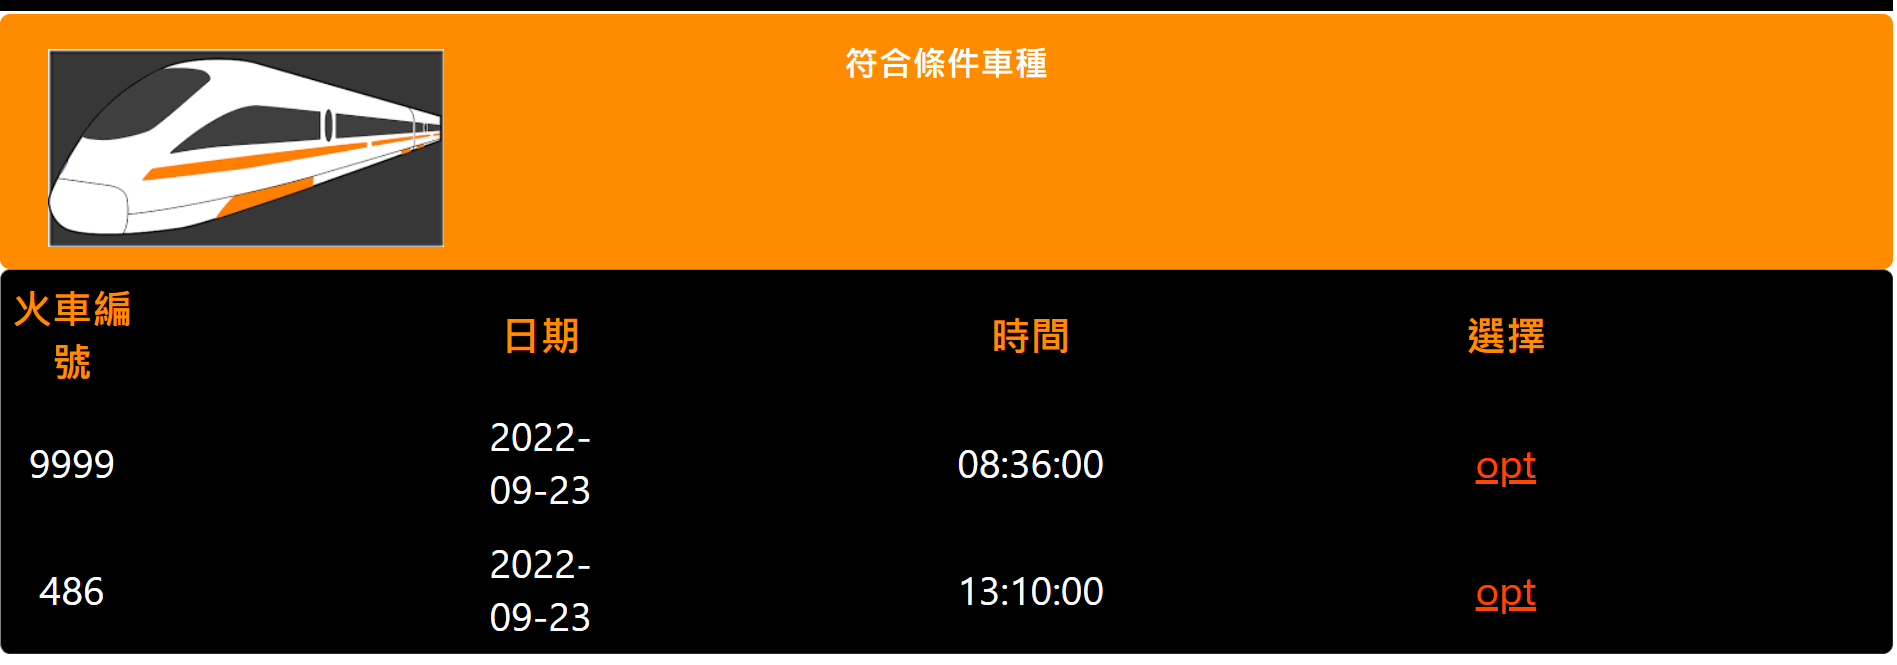 符合條件車種
火車編
號
日期
時間
選擇
9999
2022-
09-23
08:36:00
opt
486
2022-
09-23
13:10:00
opt